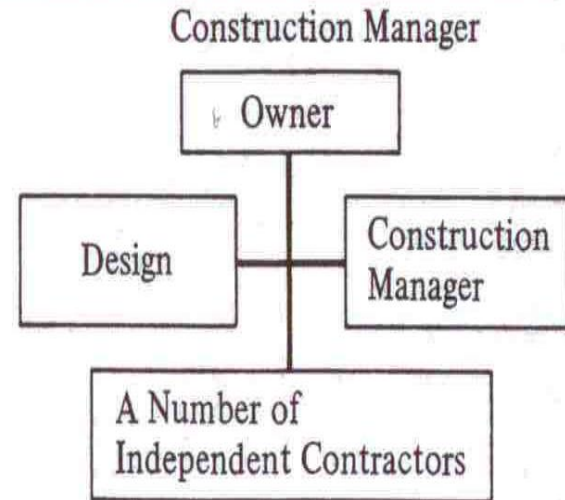 Construction Manager
Owner
Design
Construction
Manager
A Number of
Independent Contractors